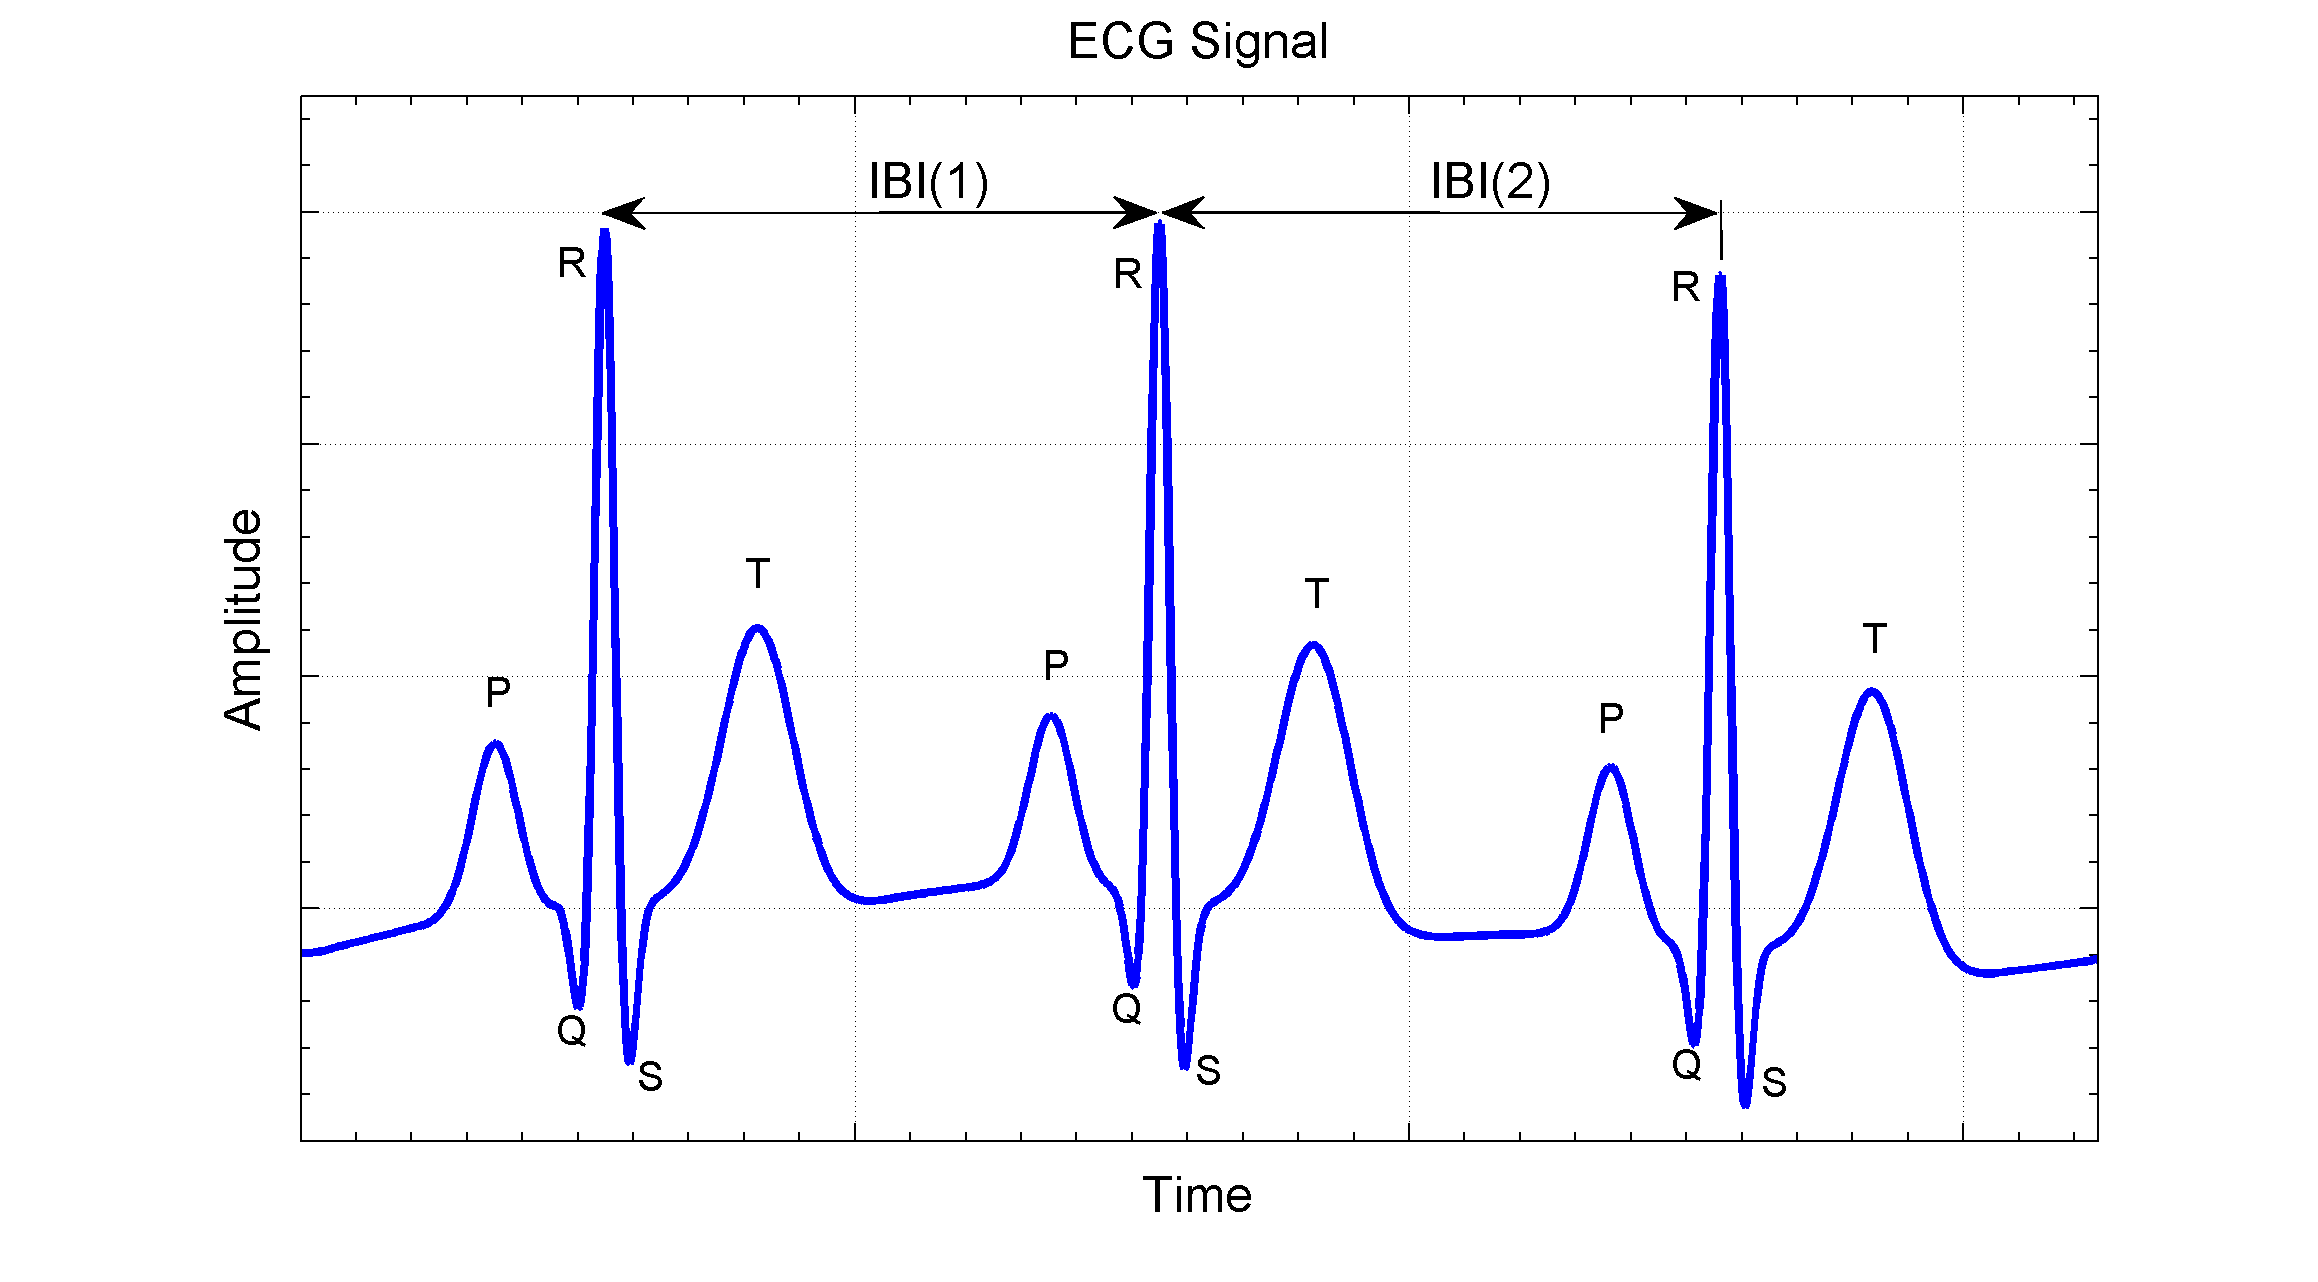 ECG Signal
IBI(1) IBI(2)
R R R
T T T
P P P
Q Q Q
S S S
Amplitude
Time